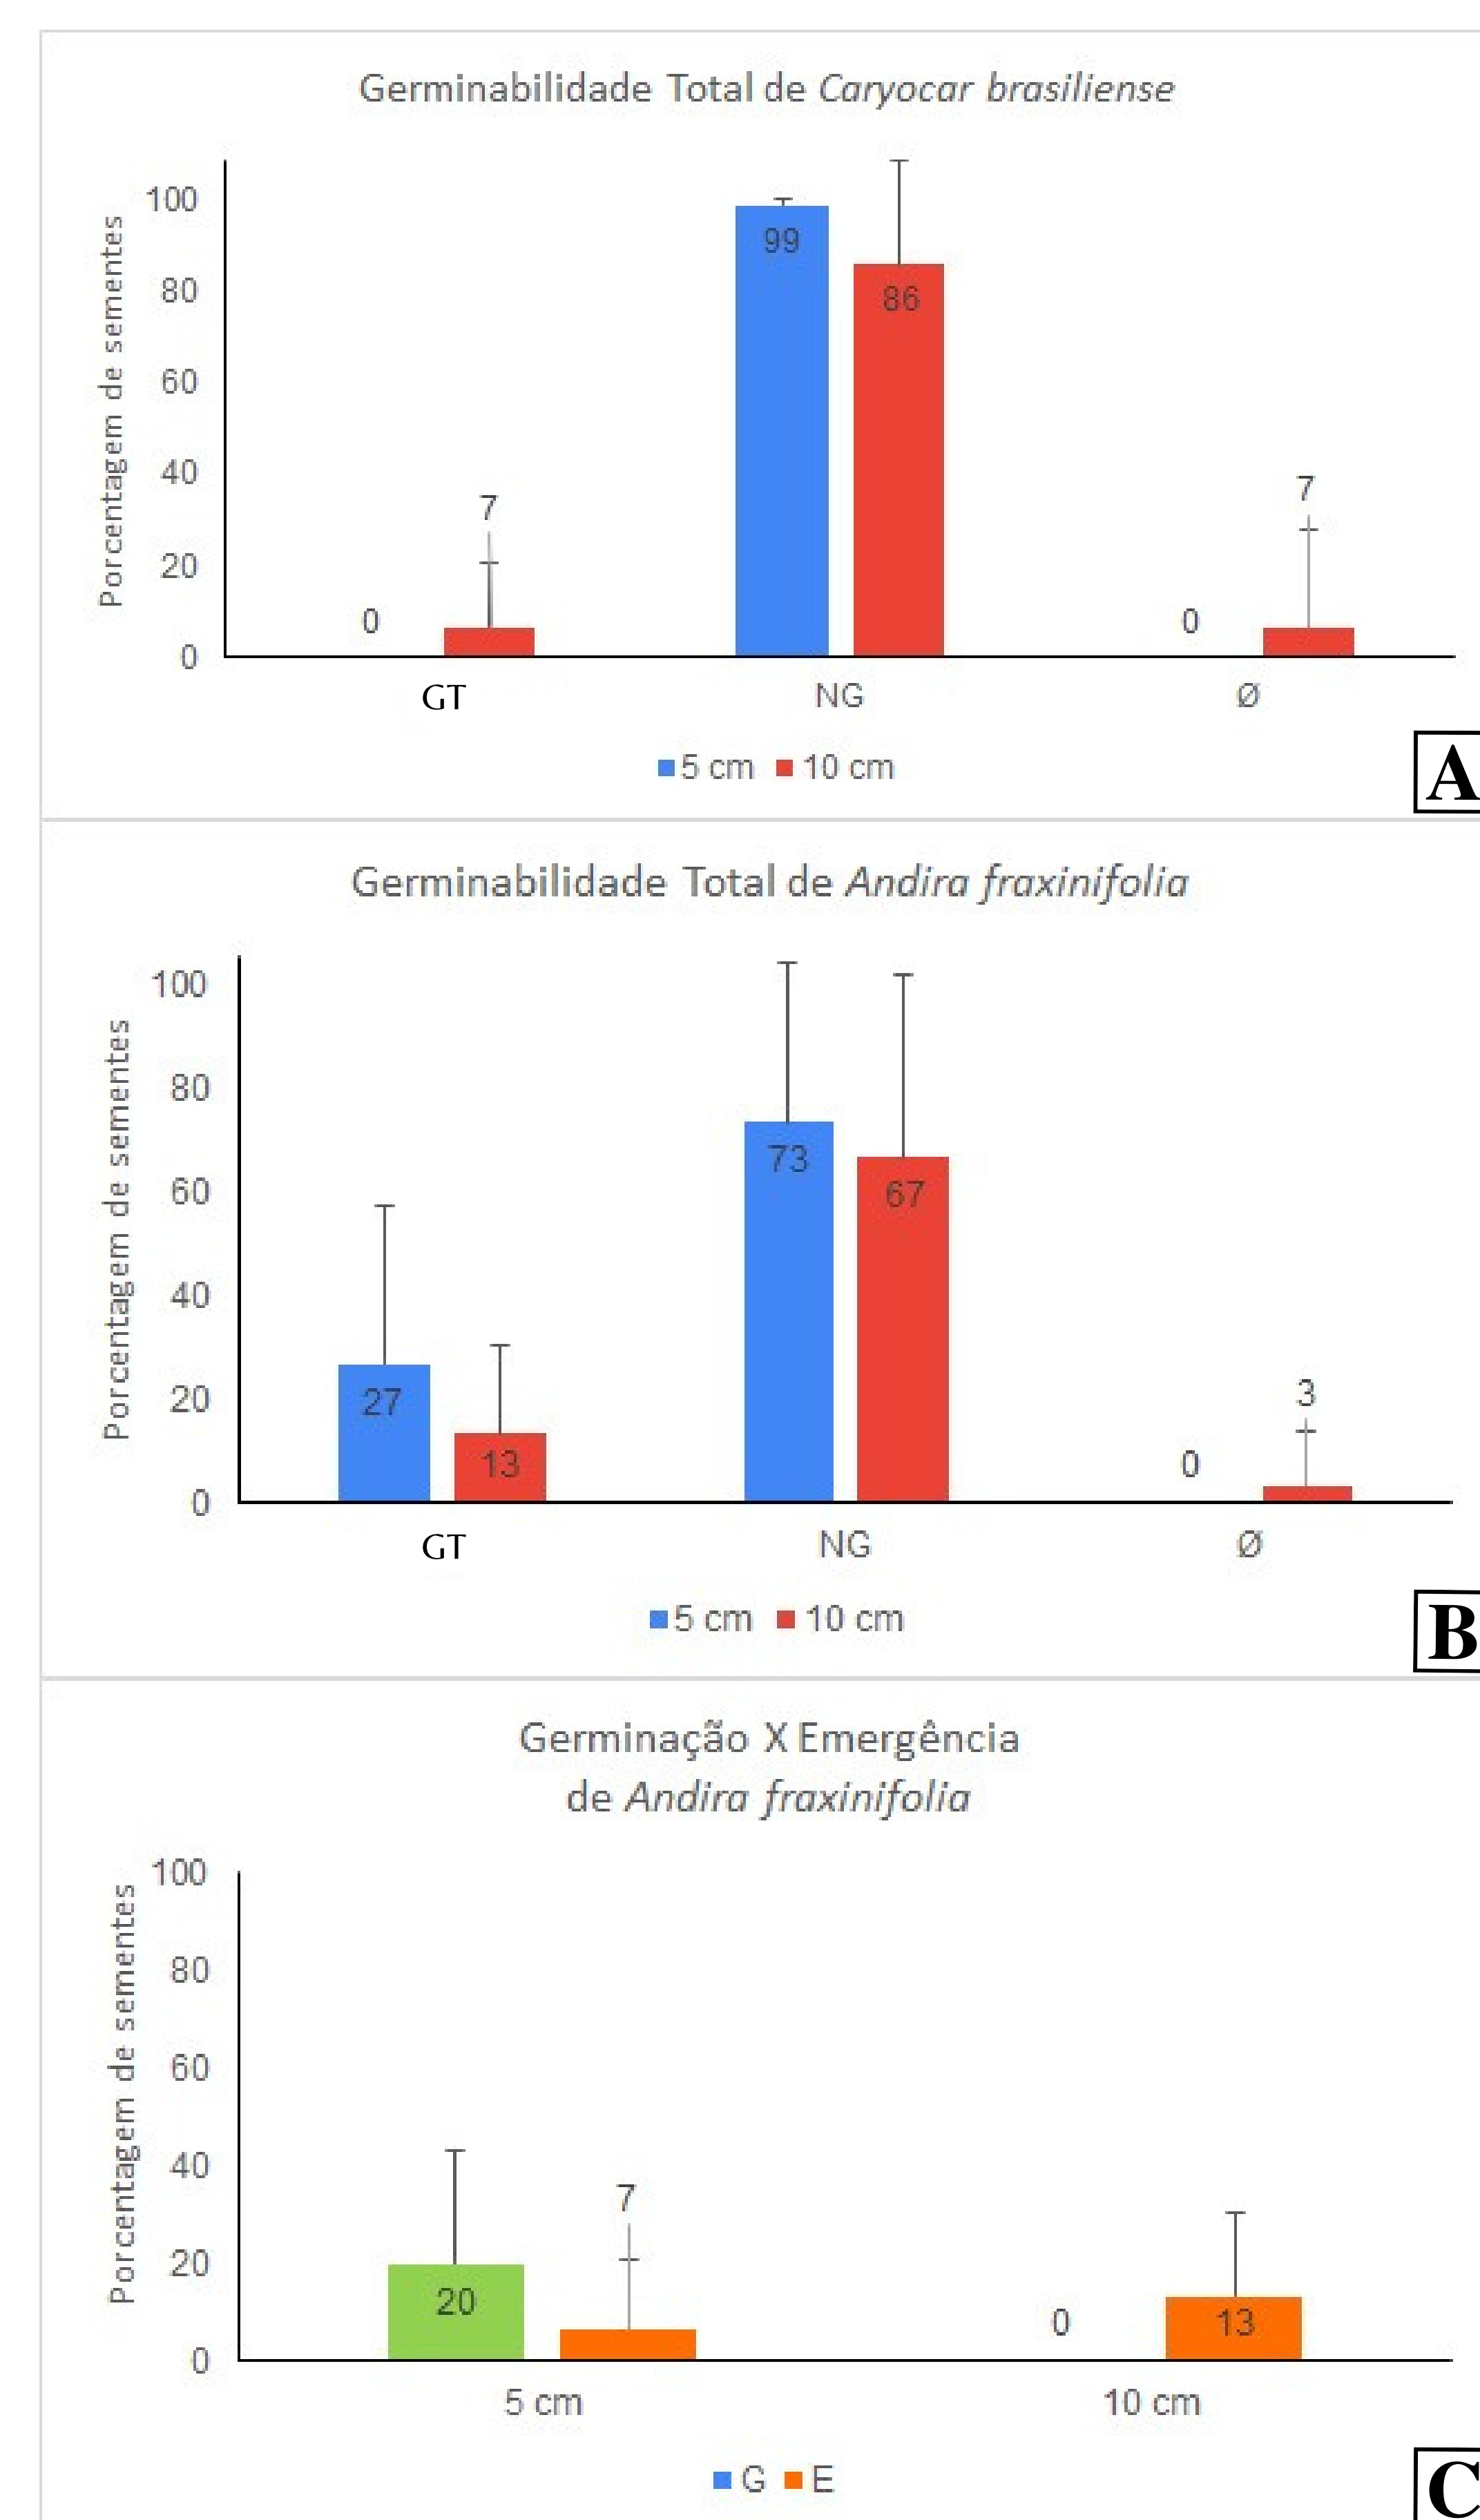 Germinabilidade Total de Caryocar brasiliense
Porcentagem de sementes
100
80
60
40
20
0
0
7
99
86
0
7
GT
NG
Ø
5 cm
10 cm
A
Germinabilidade Total de Andira fraxinifolia
Porcentagem de sementes
100
80
60
40
20
0
27
13
73
67
0
3
GT
NG
Ø
5 cm
10 cm
B
Germinação X Emergência
de Andira fraxinifolia
Porcentagem de sementes
100
80
60
40
20
0
20
7
0
13
5 cm
10 cm
G
E
C